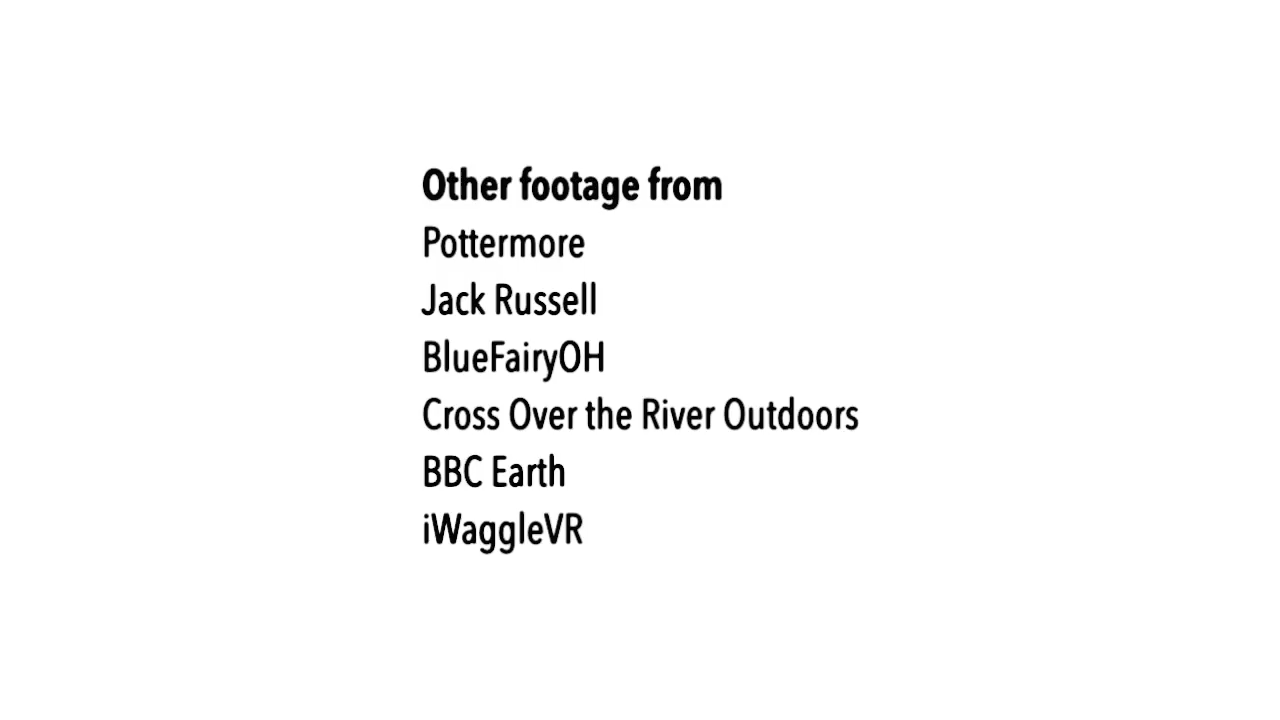 Other footage from
Pottermore
Jack Russell
BlueFairyOH
Cross Over the River Outdoors
BBC Earth
iWaggleVR